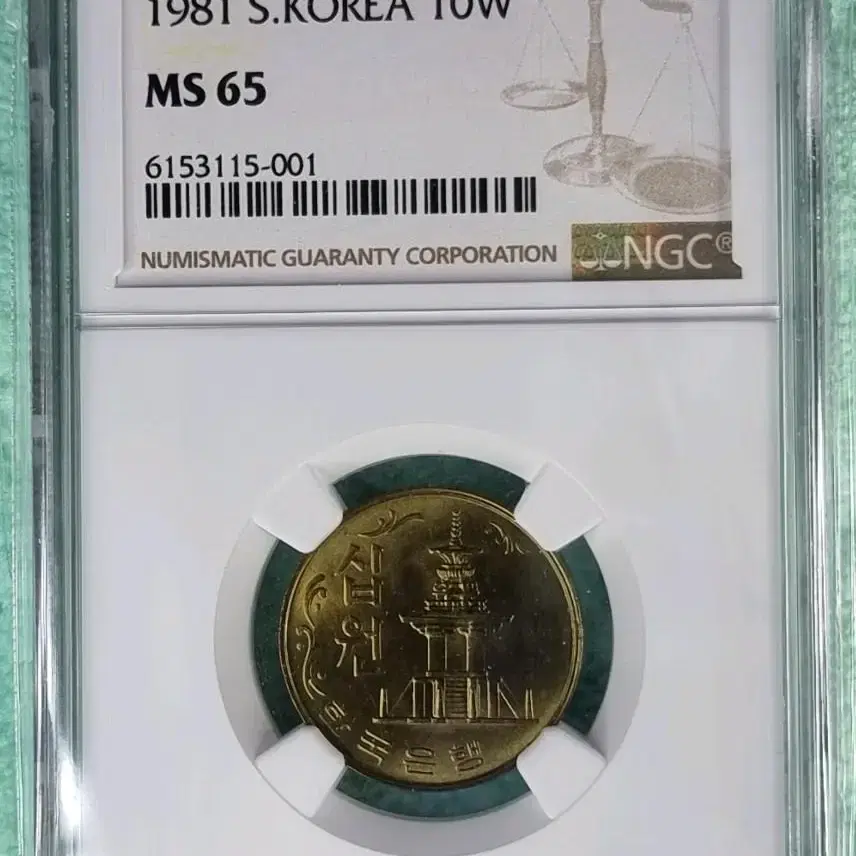 1981 S.KOREA 10W
MS 65
6153115-001
NUMISMATIC GUARANTY CORPORATION
NGC®
십원
한국은행